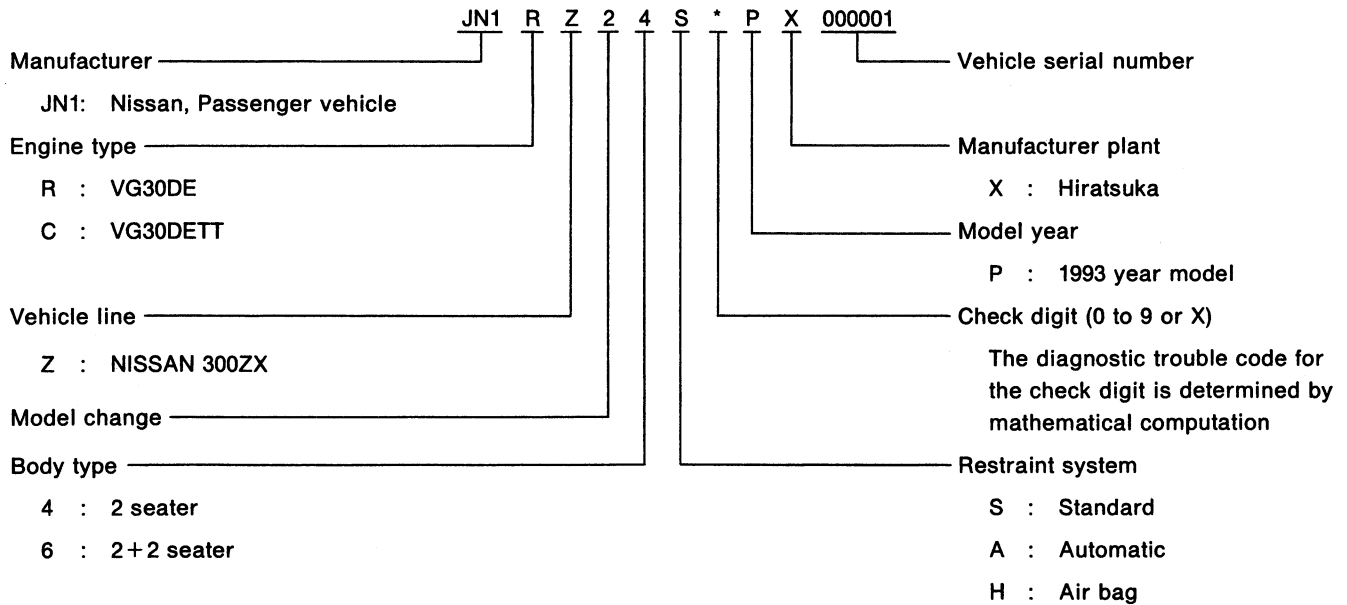 JN1 R Z 2 4 S * P X 000001
Manufacturer
JN1: Nissan, Passenger vehicle
Engine type
R : VG30DE
C : VG30DETT
Vehicle line
Z : NISSAN 300ZX
Model change
Body type
4 : 2 seater
6 : 2+2 seater
Vehicle serial number
Manufacturer plant
X : Hiratsuka
Model year
P : 1993 year model
Check digit (0 to 9 or X)
The diagnostic trouble code for
the check digit is determined by
mathematical computation
Restraint system
S : Standard
A : Automatic
H : Air bag